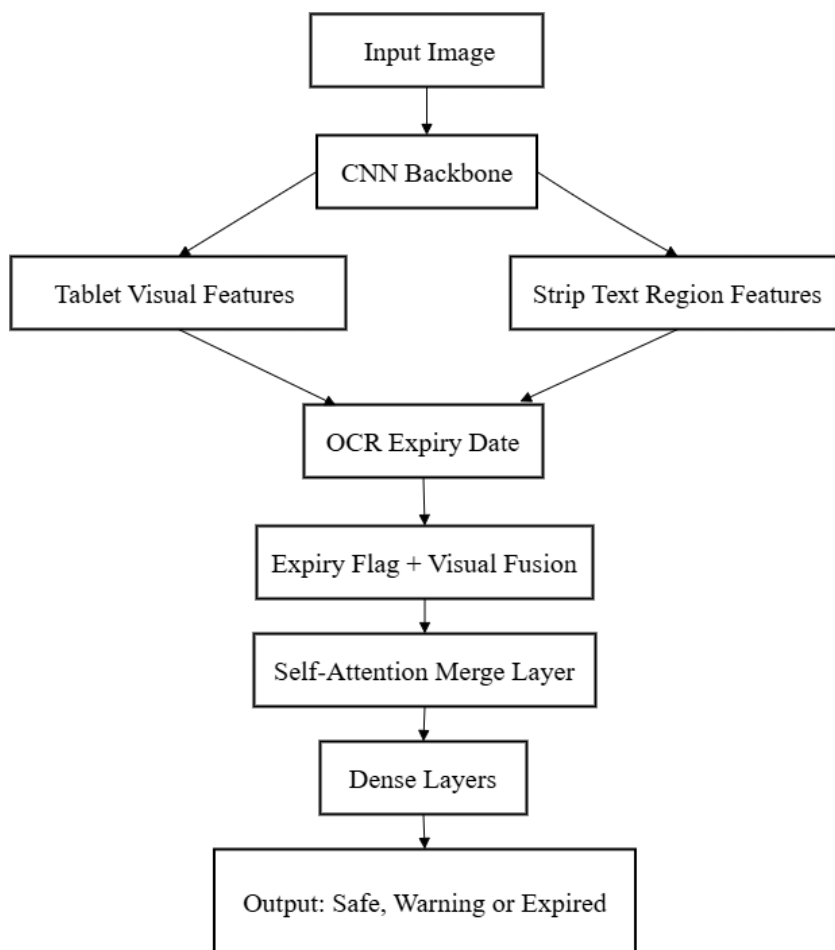 Input Image
CNN Backbone
Tablet Visual Features
Strip Text Region Features
OCR Expiry Date
Expiry Flag + Visual Fusion
Self-Attention Merge Layer
Dense Layers
Output: Safe, Warning or Expired